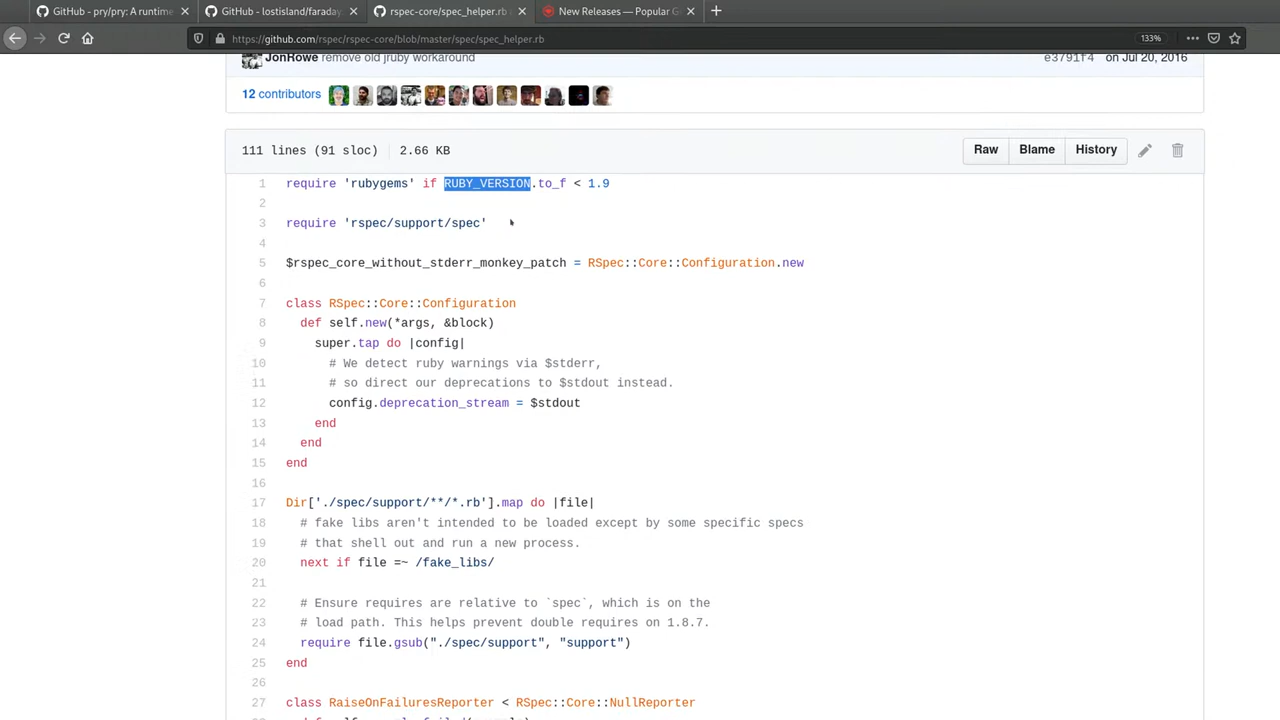 GitHub - pry/pry: A runtime
GitHub - lostisland/faraday
rspec-core/spec_helper.rb
New Releases — Popular G
https://github.com/rspec/rspec-core/blob/master/spec/spec_helper.rb
133%
JonRowe remove old jruby workaround
e3791f4 on Jul 20, 2016
12 contributors
111 lines (91 sloc) 2.66 KB
Raw Blame History
1 require 'rubygems' if RUBY_VERSION.to_f < 1.9
2
3 require 'rspec/support/spec'
4
5 $rspec_core_without_stderr_monkey_patch = RSpec::Core::Configuration.new
6
7 class RSpec::Core::Configuration
8 def self.new(*args, &block)
9 super.tap do |config|
10 # We detect ruby warnings via $stderr,
11 # so direct our deprecations to $stdout instead.
12 config.deprecation_stream = $stdout
13 end
14 end
15 end
16
17 Dir['./spec/support/**/*.rb'].map do |file|
18 # fake libs aren't intended to be loaded except by some specific specs
19 # that shell out and run a new process.
20 next if file =~ /fake_libs/
21
22 # Ensure requires are relative to `spec`, which is on the
23 # load path. This helps prevent double requires on 1.8.7.
24 require file.gsub("./spec/support", "support")
25 end
26
27 class RaiseOnFailuresReporter < RSpec::Core::NullReporter